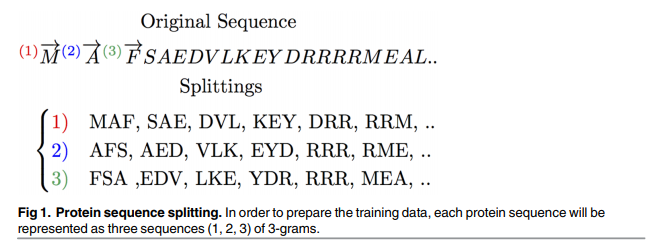 Original Sequence
(1) M (2) A (3) F SAEDVLKEYDRRRRMEAL..
Splittings
1) MAF, SAE, DVL, KEY, DRR, RRM, ..
2) AFS, AED, VLK, EYD, RRR, RME, ..
3) FSA ,EDV, LKE, YDR, RRR, MEA, ..
Fig 1. Protein sequence splitting. In order to prepare the training data, each protein sequence will be
represented as three sequences (1, 2, 3) of 3-grams.